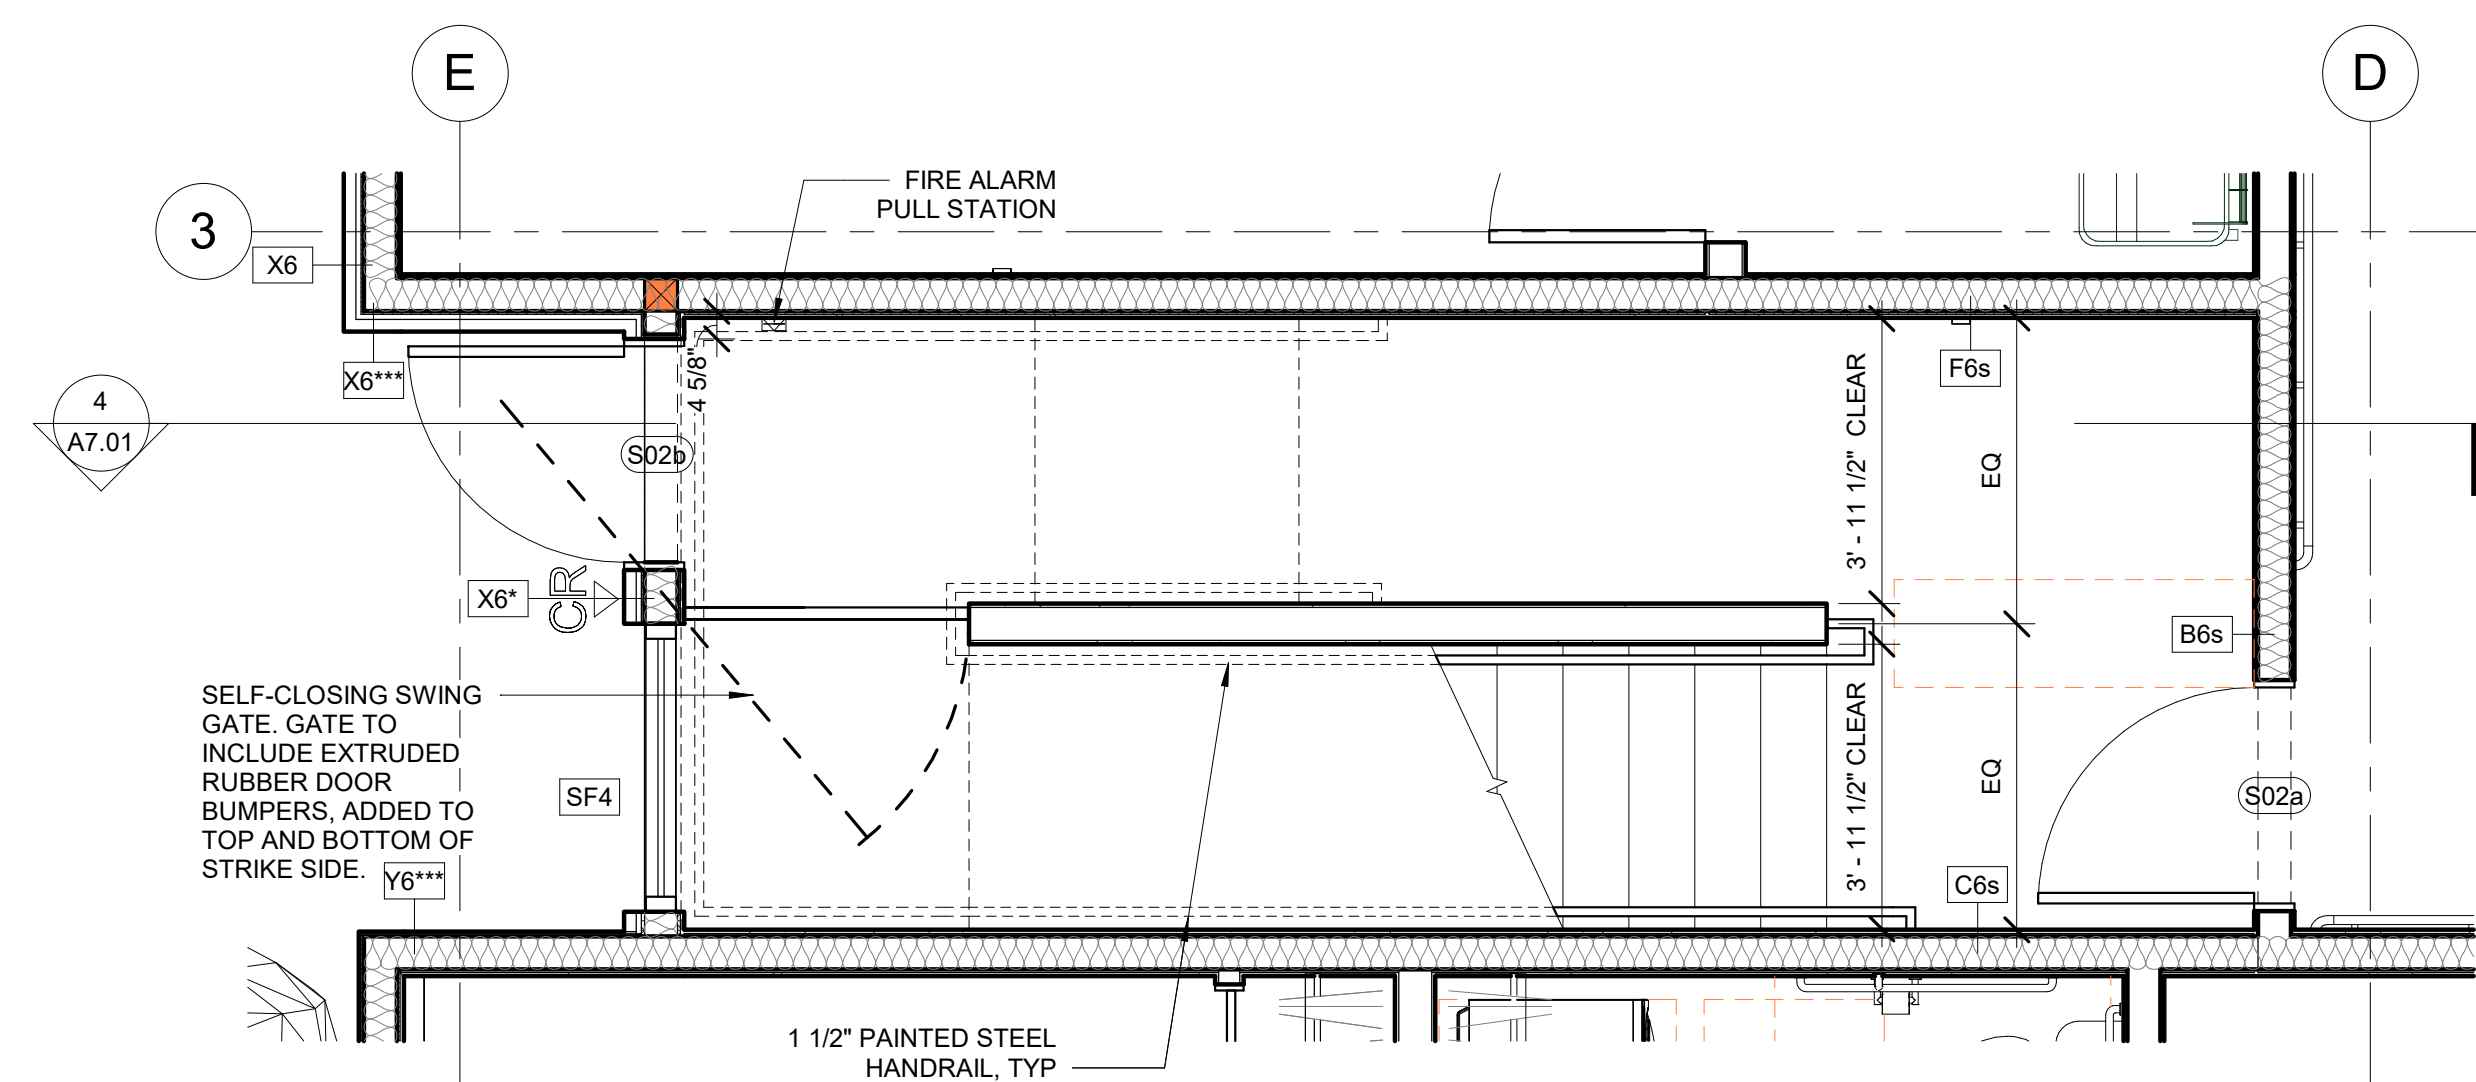 E
D
FIRE ALARM
PULL STATION
3
X6
X6***
F6s
4 5/8"
3' - 11 1/2" CLEAR
EQ
4
A7.01
S02b
X6*
CR
B6s
SELF-CLOSING SWING
GATE. GATE TO
INCLUDE EXTRUDED
RUBBER DOOR
BUMPERS, ADDED TO
TOP AND BOTTOM OF
STRIKE SIDE.
SF4
3' - 11 1/2" CLEAR
EQ
S02a
Y6***
C6s
1 1/2" PAINTED STEEL
HANDRAIL, TYP